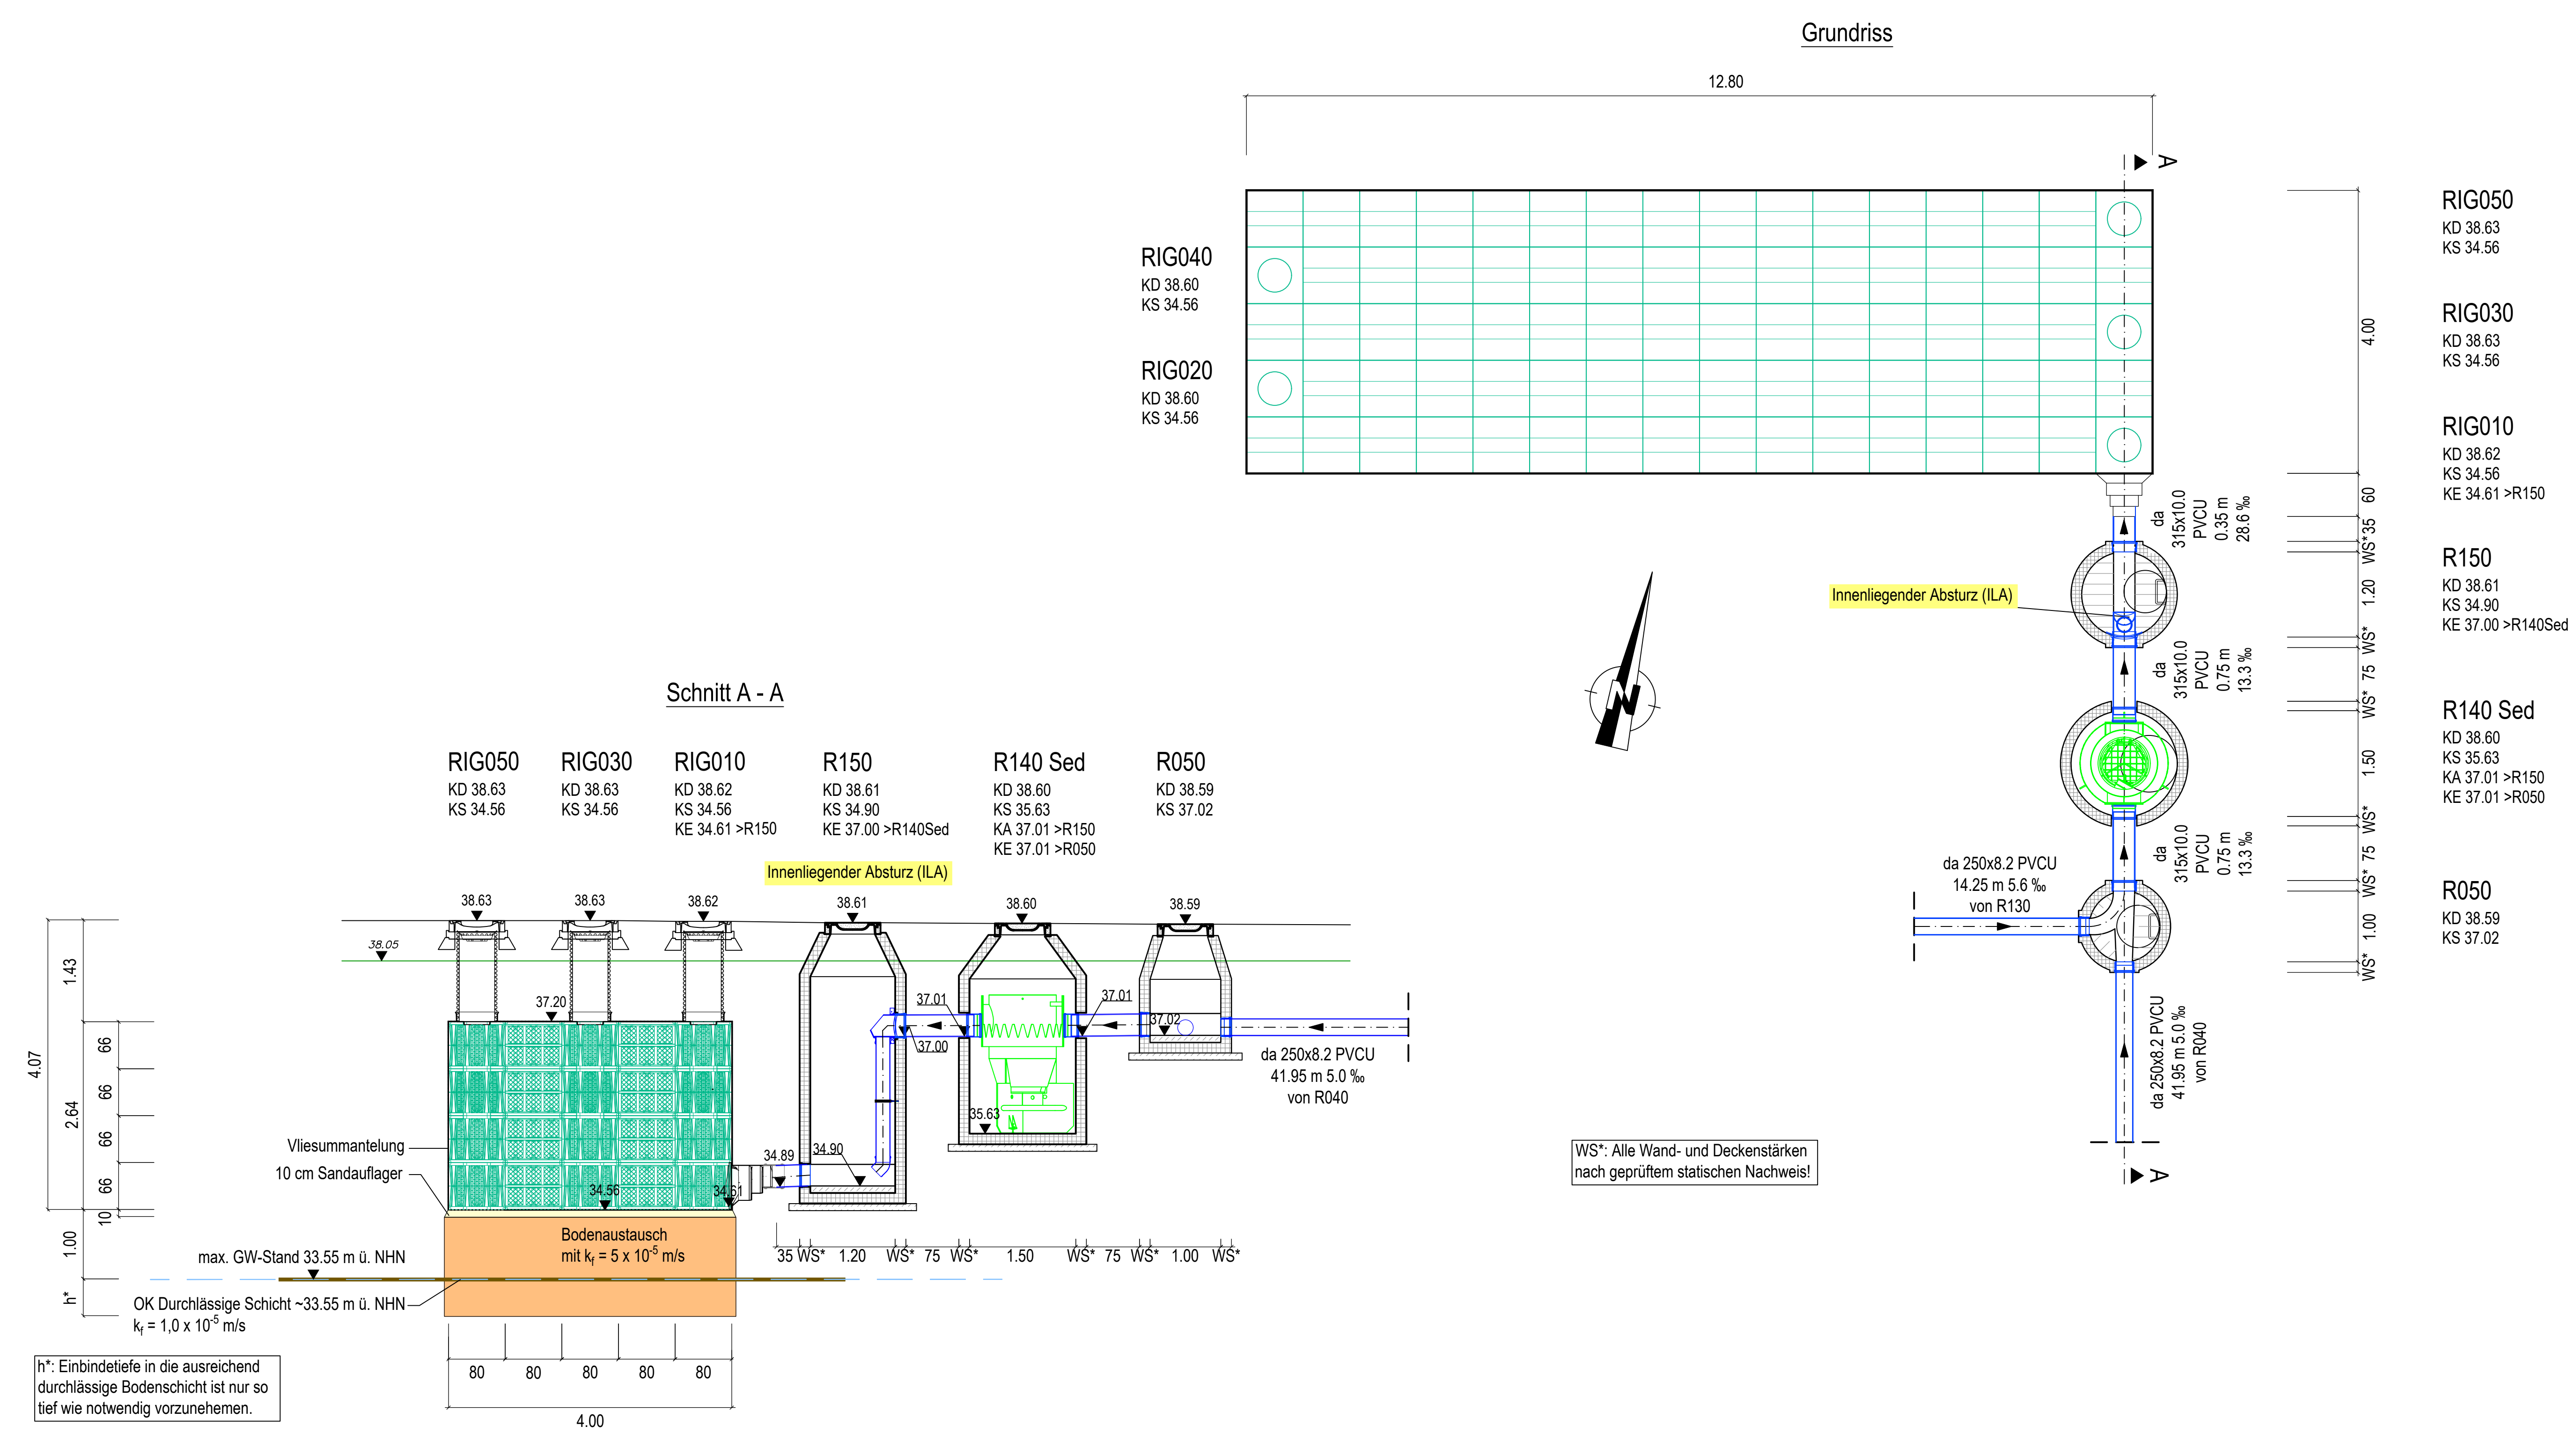 Grundriss
12.80
A
RIG040
KD 38.60
KS 34.56
RIG020
KD 38.60
KS 34.56
RIG050
KD 38.63
KS 34.56
RIG030
KD 38.63
KS 34.56
RIG010
KD 38.62
KS 34.56
KE 34.61 >R150
R150
KD 38.61
KS 34.90
KE 37.00 >R140Sed
R140 Sed
KD 38.60
KS 35.63
KA 37.01 >R150
KE 37.01 >R050
R050
KD 38.59
KS 37.02
4.00
60
35
WS*
1.20
WS*
75
WS*
1.50
WS*
75
WS*
1.00
WS*
da
315x10.0
PVCU
0.35 m
28.6 ‰
Innenliegender Absturz (ILA)
da
315x10.0
PVCU
0.75 m
13.3 ‰
da
315x10.0
PVCU
0.75 m
13.3 ‰
da 250x8.2 PVCU
14.25 m 5.6 ‰
von R130
da 250x8.2 PVCU
41.95 m 5.0 ‰
von R040
A
N
WS*: Alle Wand- und Deckenstärken
nach geprüftem statischen Nachweis!
Schnitt A - A
RIG050
KD 38.63
KS 34.56
RIG030
KD 38.63
KS 34.56
RIG010
KD 38.62
KS 34.56
KE 34.61 >R150
R150
KD 38.61
KS 34.90
KE 37.00 >R140Sed
R140 Sed
KD 38.60
KS 35.63
KA 37.01 >R150
KE 37.01 >R050
R050
KD 38.59
KS 37.02
Innenliegender Absturz (ILA)
38.63
38.63
38.62
38.61
38.60
38.59
38.05
37.20
37.01
37.00
37.01
37.02
35.63
34.89
34.90
34.56
34.61
da 250x8.2 PVCU
41.95 m 5.0 ‰
von R040
4.07
1.43
2.64
1.00
h*
66
66
66
66
10
Vliesummantelung
10 cm Sandauflager
Bodenaustausch
mit kf = 5 x 10-5 m/s
35 WS* 1.20 WS* 75 WS* 1.50 WS* 75 WS* 1.00 WS*
max. GW-Stand 33.55 m ü. NHN
OK Durchlässige Schicht ~33.55 m ü. NHN
kf = 1,0 x 10-5 m/s
80 80 80 80 80
4.00
h*: Einbindetiefe in die ausreichend
durchlässige Bodenschicht ist nur so
tief wie notwendig vorzunehemen.